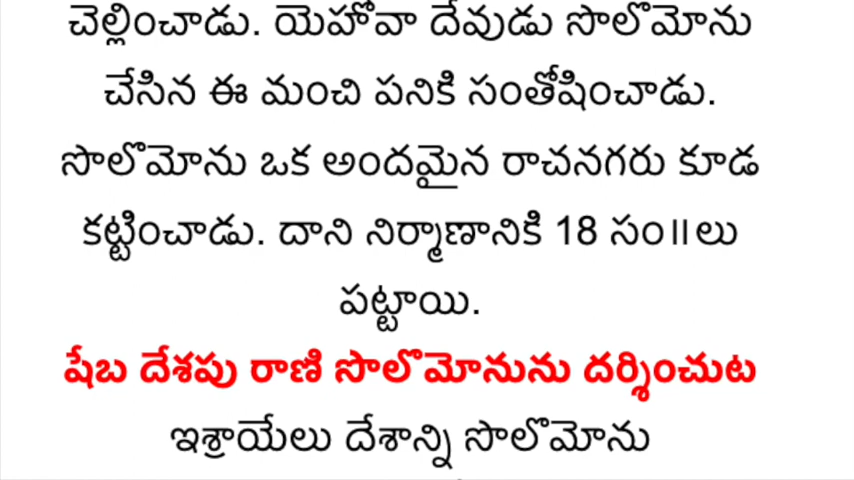 చెల్లించాడు. యెహోవా దేవుడు సొలొమోను
చేసిన ఈ మంచి పనికి సంతోషించాడు.
సొలొమోను ఒక అందమైన రాచనగరు కూడ
కట్టించాడు. దాని నిర్మాణానికి 18 సం॥లు
పట్టాయి.
షేబ దేశపు రాణి సొలొమోనును దర్శించుట
ఇశ్రాయేలు దేశాన్ని సొలొమోను